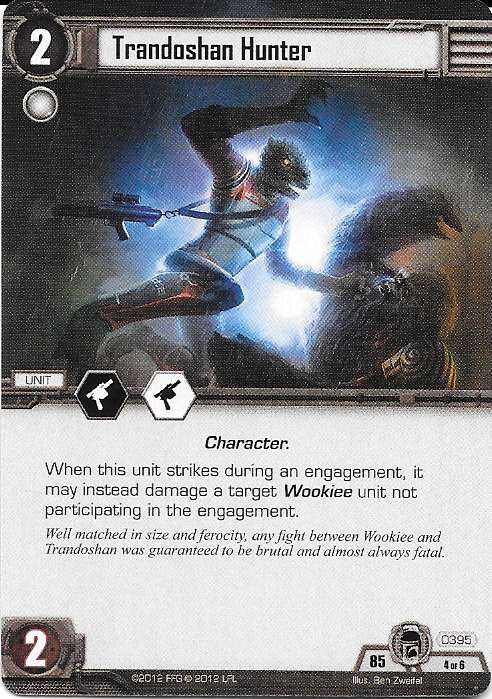 2
Trandoshan Hunter
UNIT
Character.
When this unit strikes during an engagement, it
may instead damage a target Wookiee unit not
participating in the engagement.
Well matched in size and ferocity, any fight between Wookiee and
Trandoshan was guaranteed to be brutal and almost always fatal.
2
85
0395
4 OF 6
©2012 FFG © 2012 LFL
Illus. Ben Zweifel